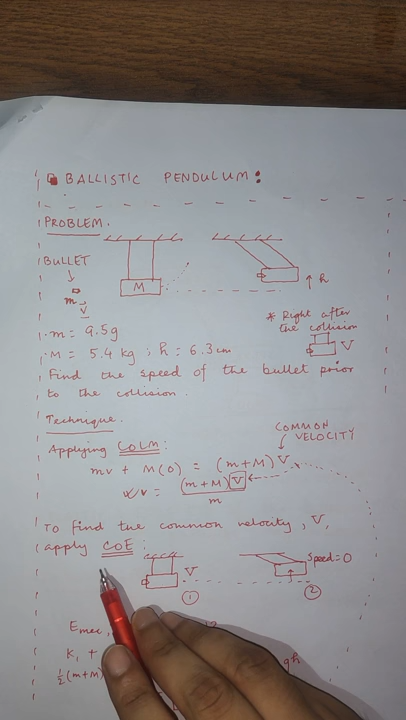 BALLISTIC PENDULUM:
PROBLEM.
BULLET
M
m
v
h
* Right after
the collision
V
· m = 9.5g
· M = 5.4 kg ; h = 6.3 cm
Find the speed of the bullet prior
to the collision.
Technique.
COMMON
VELOCITY
Applying COLM:
mv + M(0) = (m+M) V
v = (m+M) V
m
To find the common velocity, V,
apply COE:
V
Speed=0
① ②
Emec,
K₁ +
½(m+M)
gh